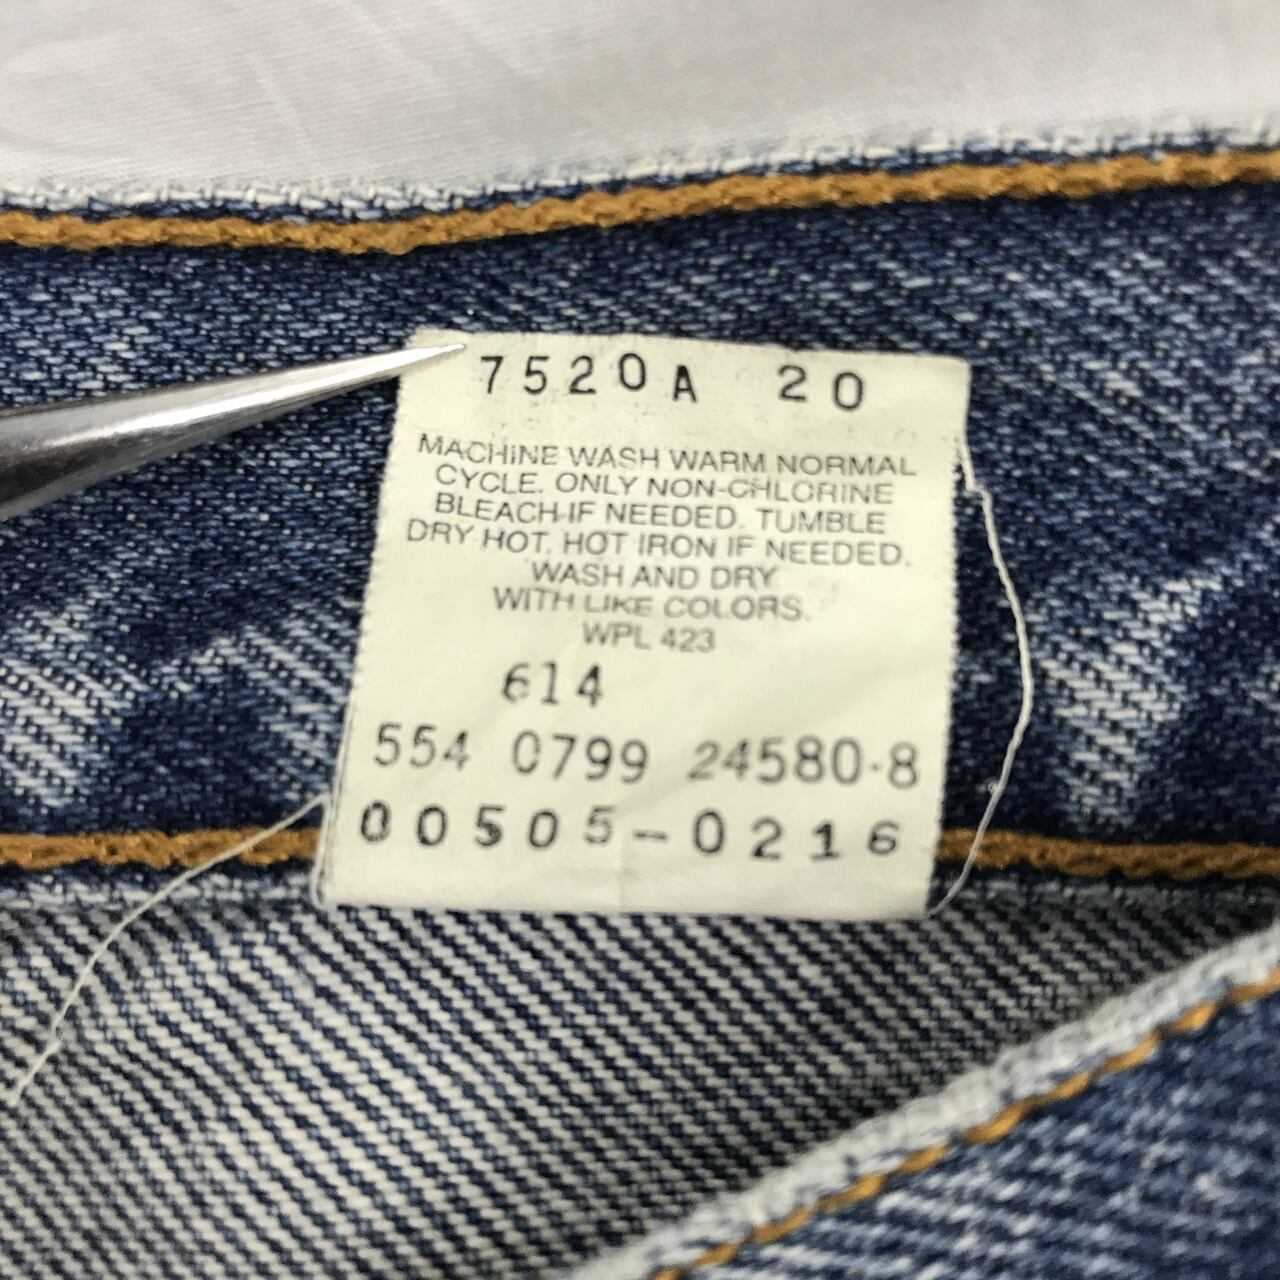 7520A 20
MACHINE WASH WARM NORMAL
CYCLE. ONLY NON-CHLORINE
BLEACH IF NEEDED. TUMBLE
DRY HOT. HOT IRON IF NEEDED.
WASH AND DRY
WITH LIKE COLORS.
WPL 423
614
554 0799 24580-8
00505-0216